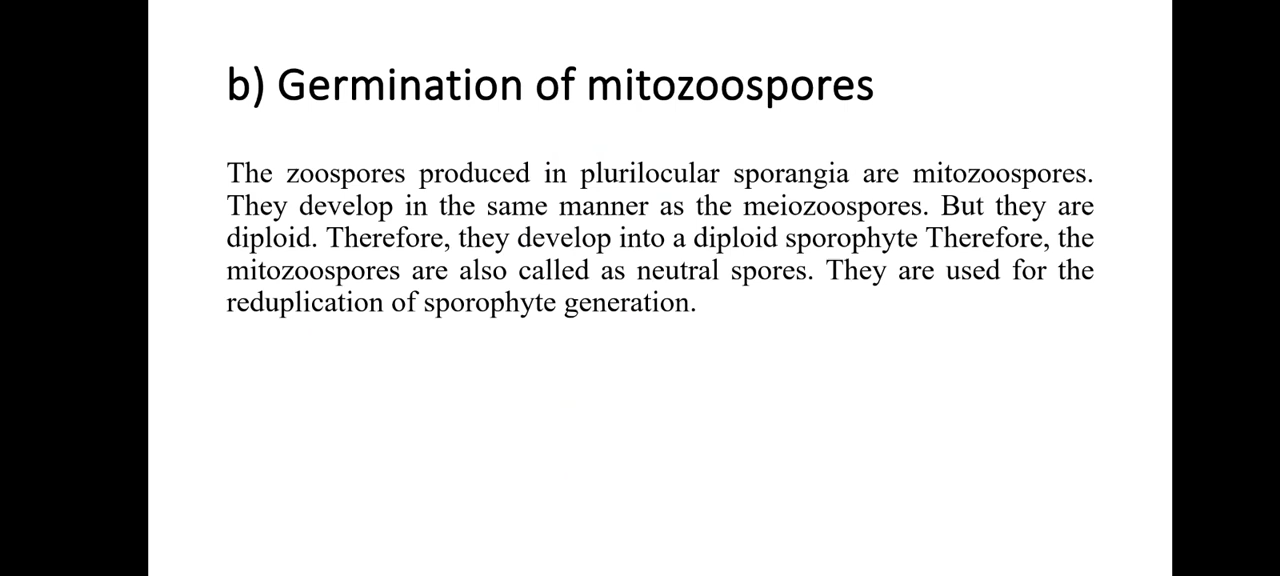 b) Germination of mitozoospores
The zoospores produced in plurilocular sporangia are mitozoospores.
They develop in the same manner as the meiozoospores. But they are
diploid. Therefore, they develop into a diploid sporophyte Therefore, the
mitozoospores are also called as neutral spores. They are used for the
reduplication of sporophyte generation.